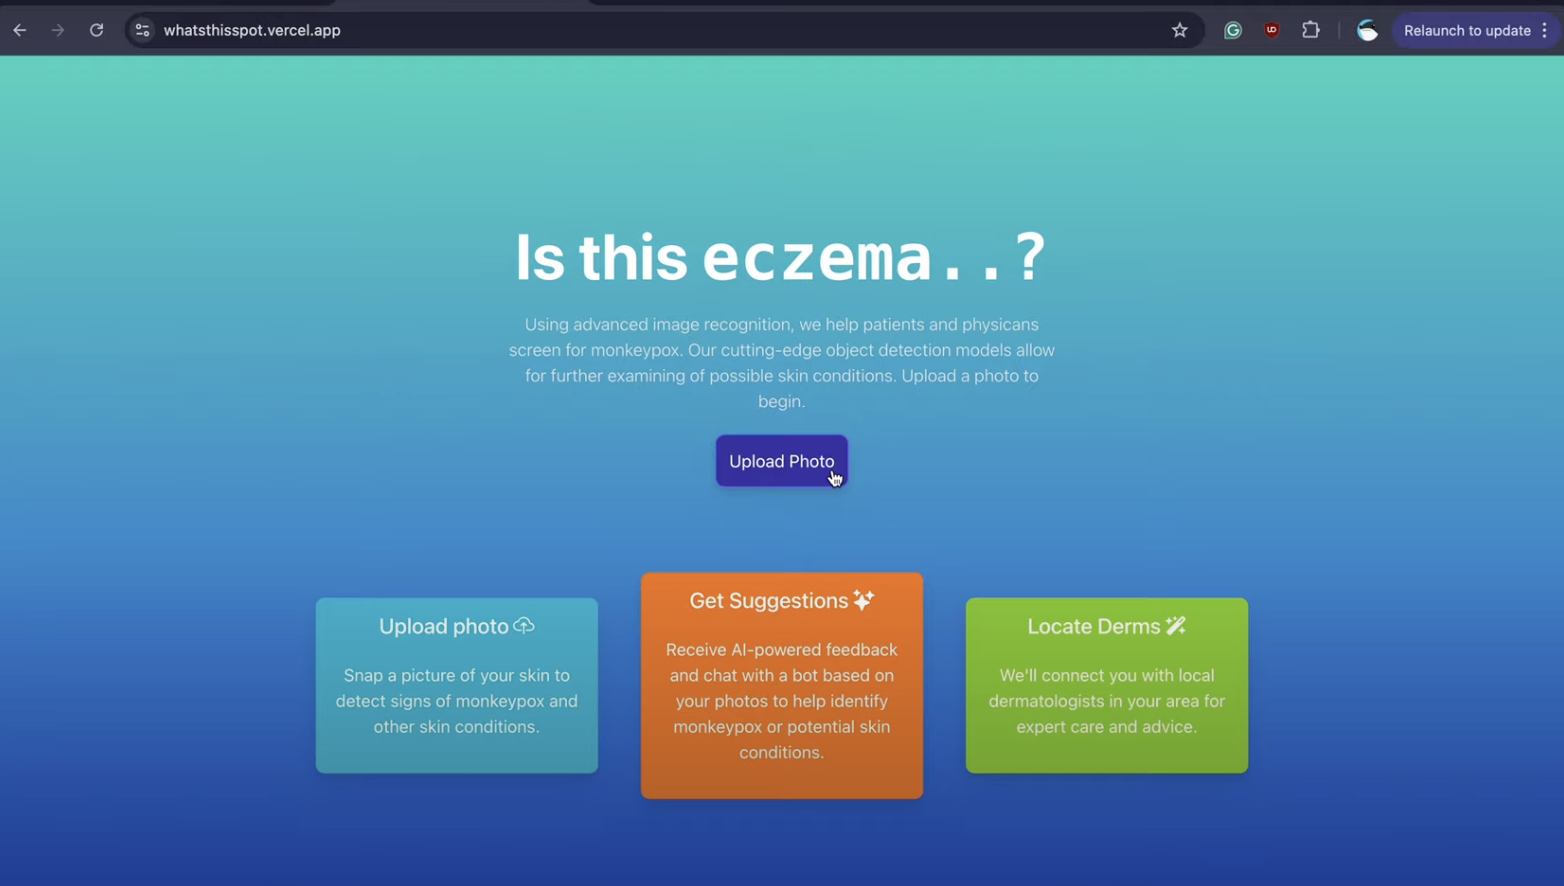 whatsthisspot.vercel.app
Relaunch to update
Is this eczema..?
Using advanced image recognition, we help patients and physicans
screen for monkeypox. Our cutting-edge object detection models allow
for further examining of possible skin conditions. Upload a photo to
begin.
Upload Photo
Upload photo
Snap a picture of your skin to
detect signs of monkeypox and
other skin conditions.
Get Suggestions
Receive AI-powered feedback
and chat with a bot based on
your photos to help identify
monkeypox or potential skin
conditions.
Locate Derms
We'll connect you with local
dermatologists in your area for
expert care and advice.